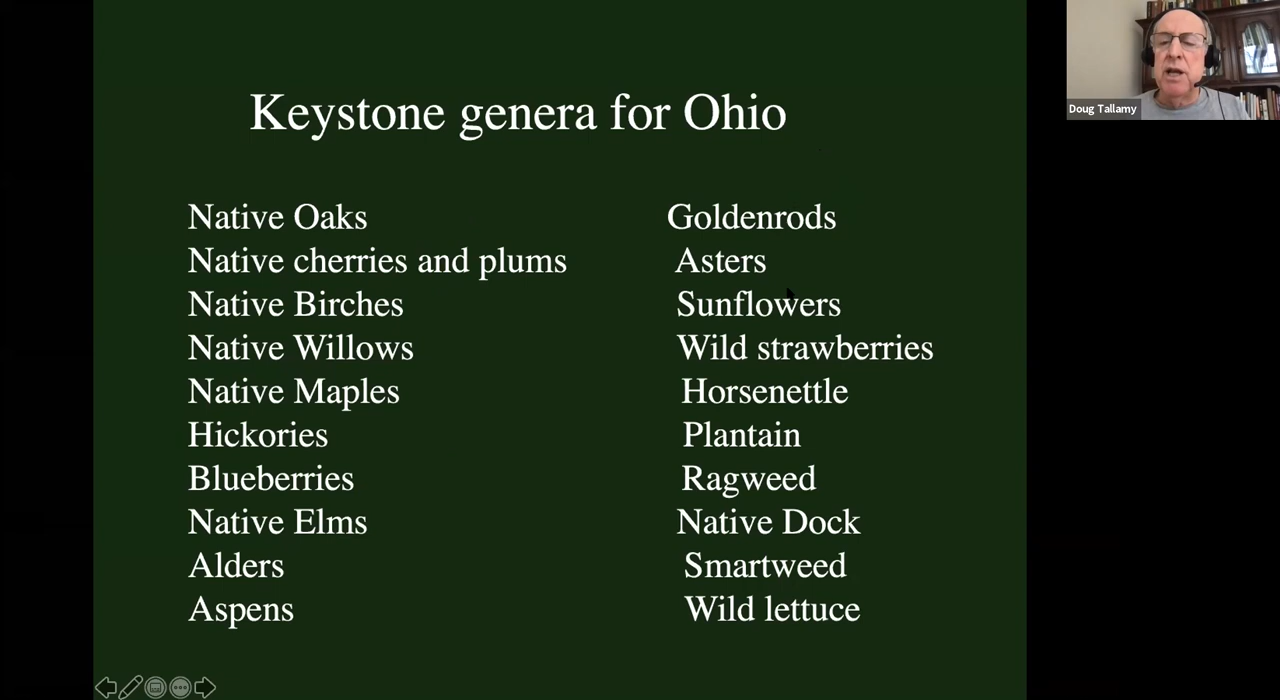 Keystone genera for Ohio
Native Oaks
Native cherries and plums
Native Birches
Native Willows
Native Maples
Hickories
Blueberries
Native Elms
Alders
Aspens
Goldenrods
Asters
Sunflowers
Wild strawberries
Horsenettle
Plantain
Ragweed
Native Dock
Smartweed
Wild lettuce
Doug Tallamy